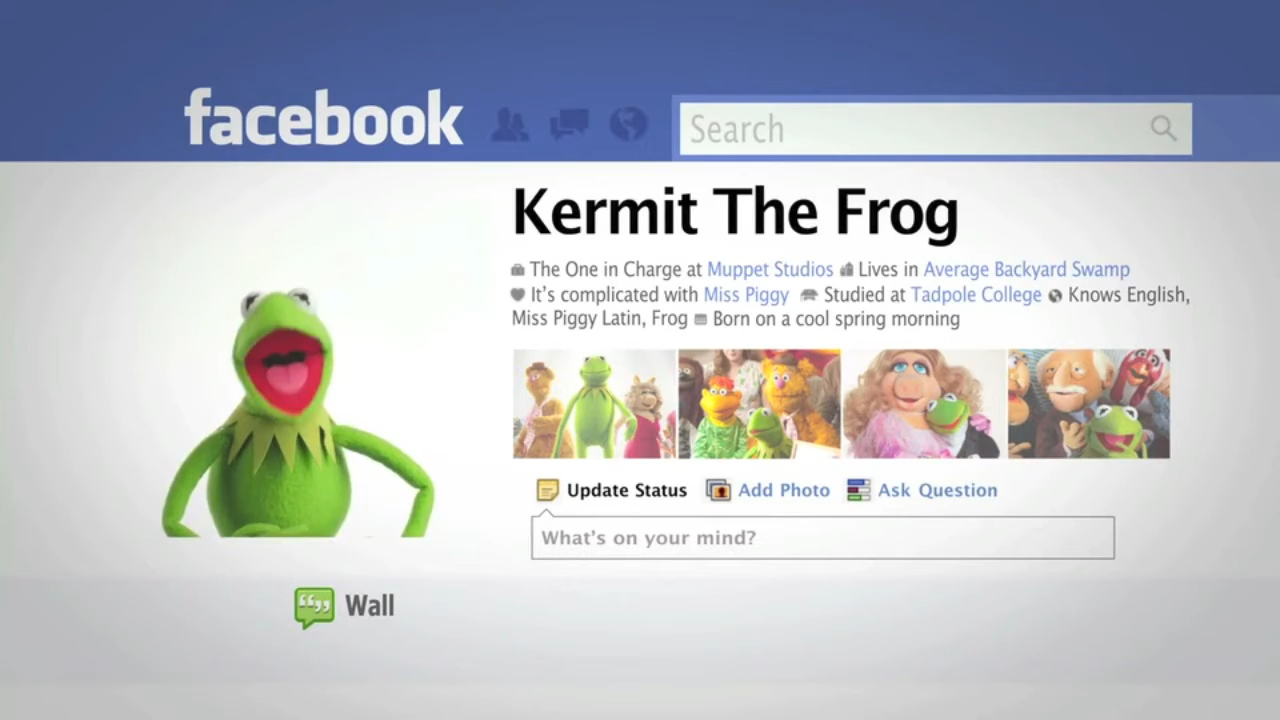 facebook
Search
Kermit The Frog
The One in Charge at Muppet Studios Lives in Average Backyard Swamp
It's complicated with Miss Piggy Studied at Tadpole College Knows English,
Miss Piggy Latin, Frog Born on a cool spring morning
Update Status Add Photo Ask Question
What's on your mind?
Wall